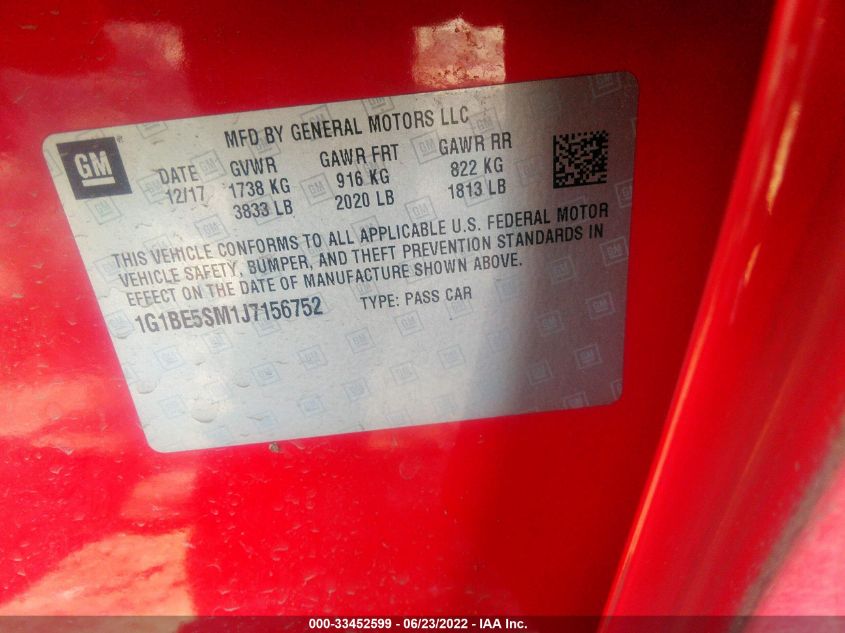 GM
MFD BY GENERAL MOTORS LLC
DATE GVWR GAWR FRT GAWR RR
12/17 1738 KG 916 KG 822 KG
3833 LB 2020 LB 1813 LB
THIS VEHICLE CONFORMS TO ALL APPLICABLE U.S. FEDERAL MOTOR
VEHICLE SAFETY, BUMPER, AND THEFT PREVENTION STANDARDS IN
EFFECT ON THE DATE OF MANUFACTURE SHOWN ABOVE.
1G1BE5SM1J7156752 TYPE: PASS CAR
000-33452599 - 06/23/2022 - IAA Inc.